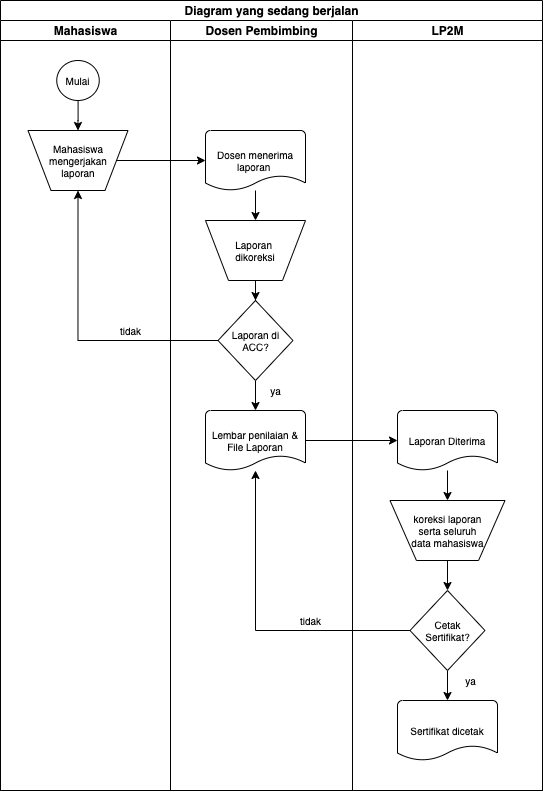 Diagram yang sedang berjalan
Mahasiswa
Dosen Pembimbing
LP2M
Mulai
Mahasiswa
mengerjakan
laporan
Dosen menerima
laporan
Laporan
dikoreksi
Laporan di
ACC?
tidak
ya
Lembar penilaian &
File Laporan
Laporan Diterima
koreksi laporan
serta seluruh
data mahasiswa
Cetak
Sertifikat?
tidak
ya
Sertifikat dicetak